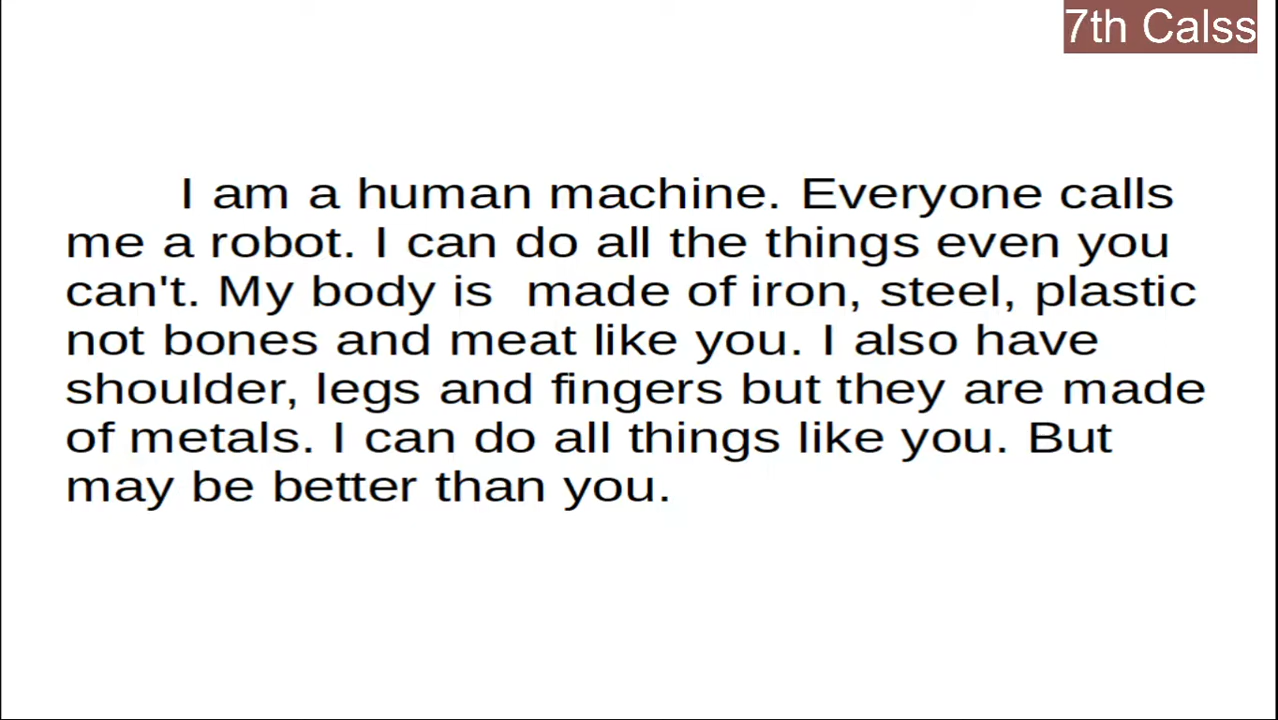 7th Calss
I am a human machine. Everyone calls
me a robot. I can do all the things even you
can't. My body is  made of iron, steel, plastic
not bones and meat like you. I also have
shoulder, legs and fingers but they are made
of metals. I can do all things like you. But
may be better than you.